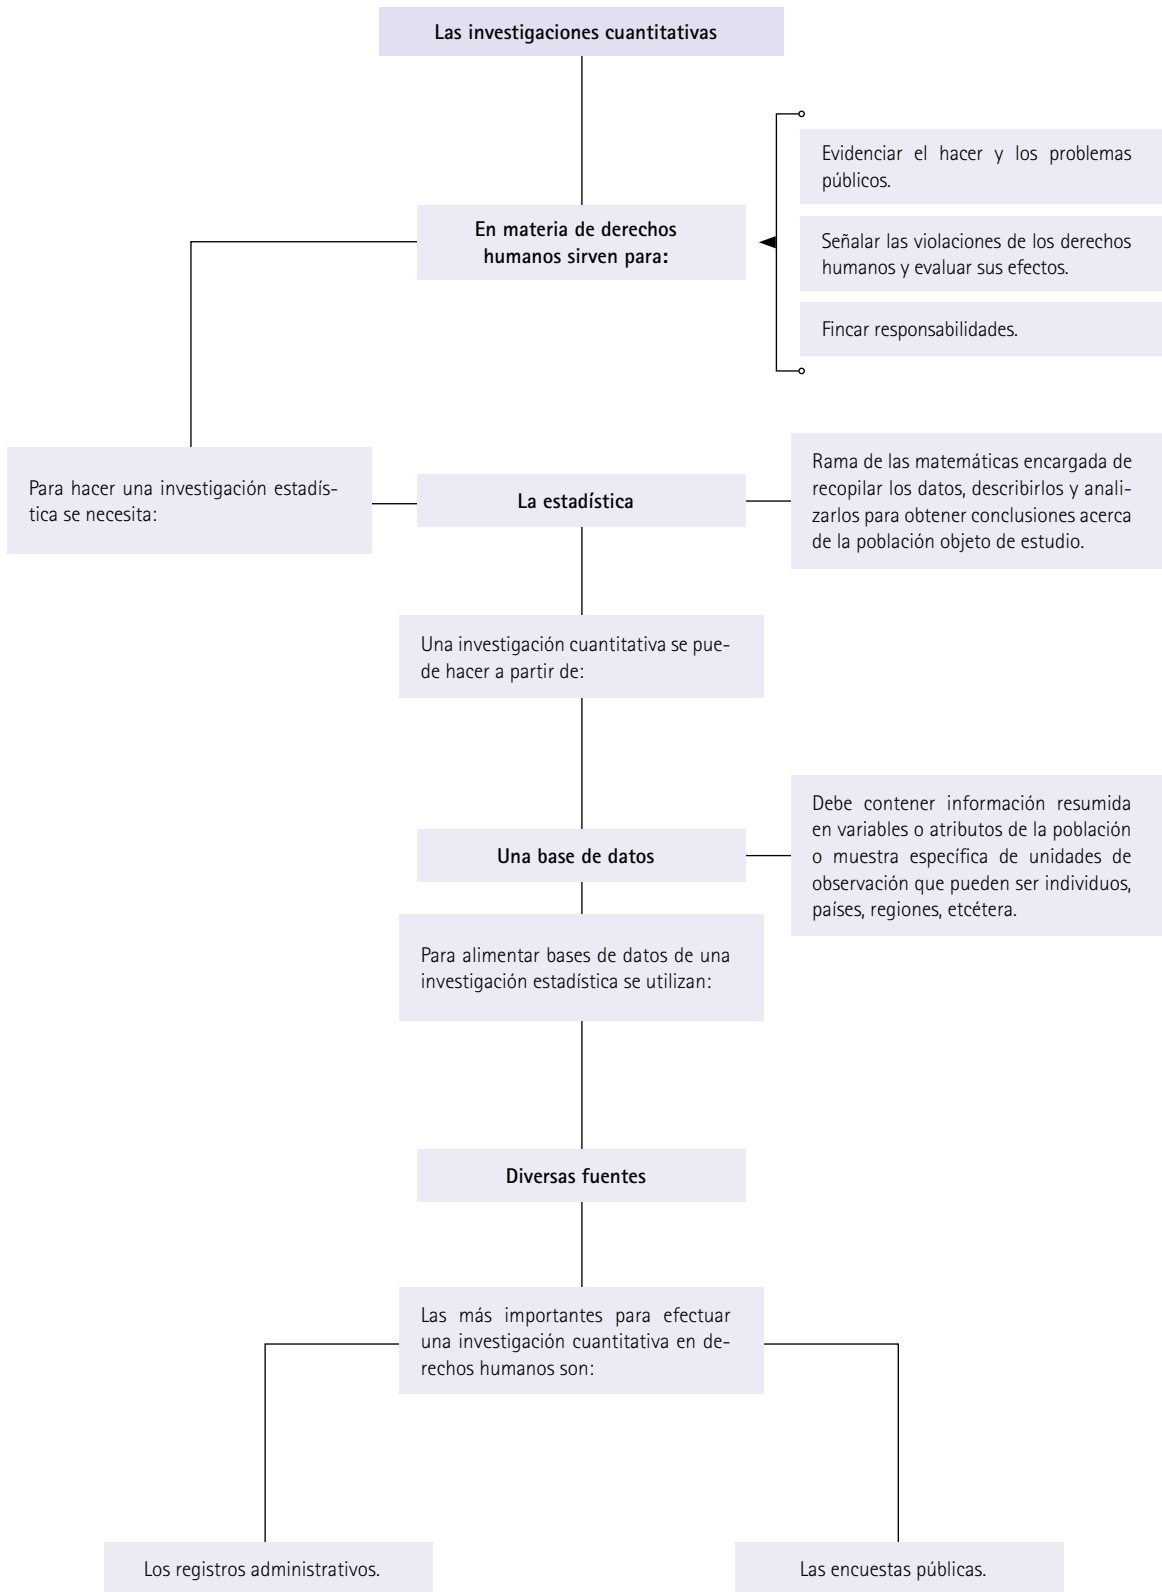 Las investigaciones cuantitativas
En materia de derechos
humanos sirven para:
Evidenciar el hacer y los problemas
públicos.
Señalar las violaciones de los derechos
humanos y evaluar sus efectos.
Fincar responsabilidades.
Para hacer una investigación estadís-
tica se necesita:
La estadística
Rama de las matemáticas encargada de
recopilar los datos, describirlos y anali-
zarlos para obtener conclusiones acerca
de la población objeto de estudio.
Una investigación cuantitativa se pue-
de hacer a partir de:
Una base de datos
Debe contener información resumida
en variables o atributos de la población
o muestra específica de unidades de
observación que pueden ser individuos,
países, regiones, etcétera.
Para alimentar bases de datos de una
investigación estadística se utilizan:
Diversas fuentes
Las más importantes para efectuar
una investigación cuantitativa en de-
rechos humanos son:
Los registros administrativos.
Las encuestas públicas.